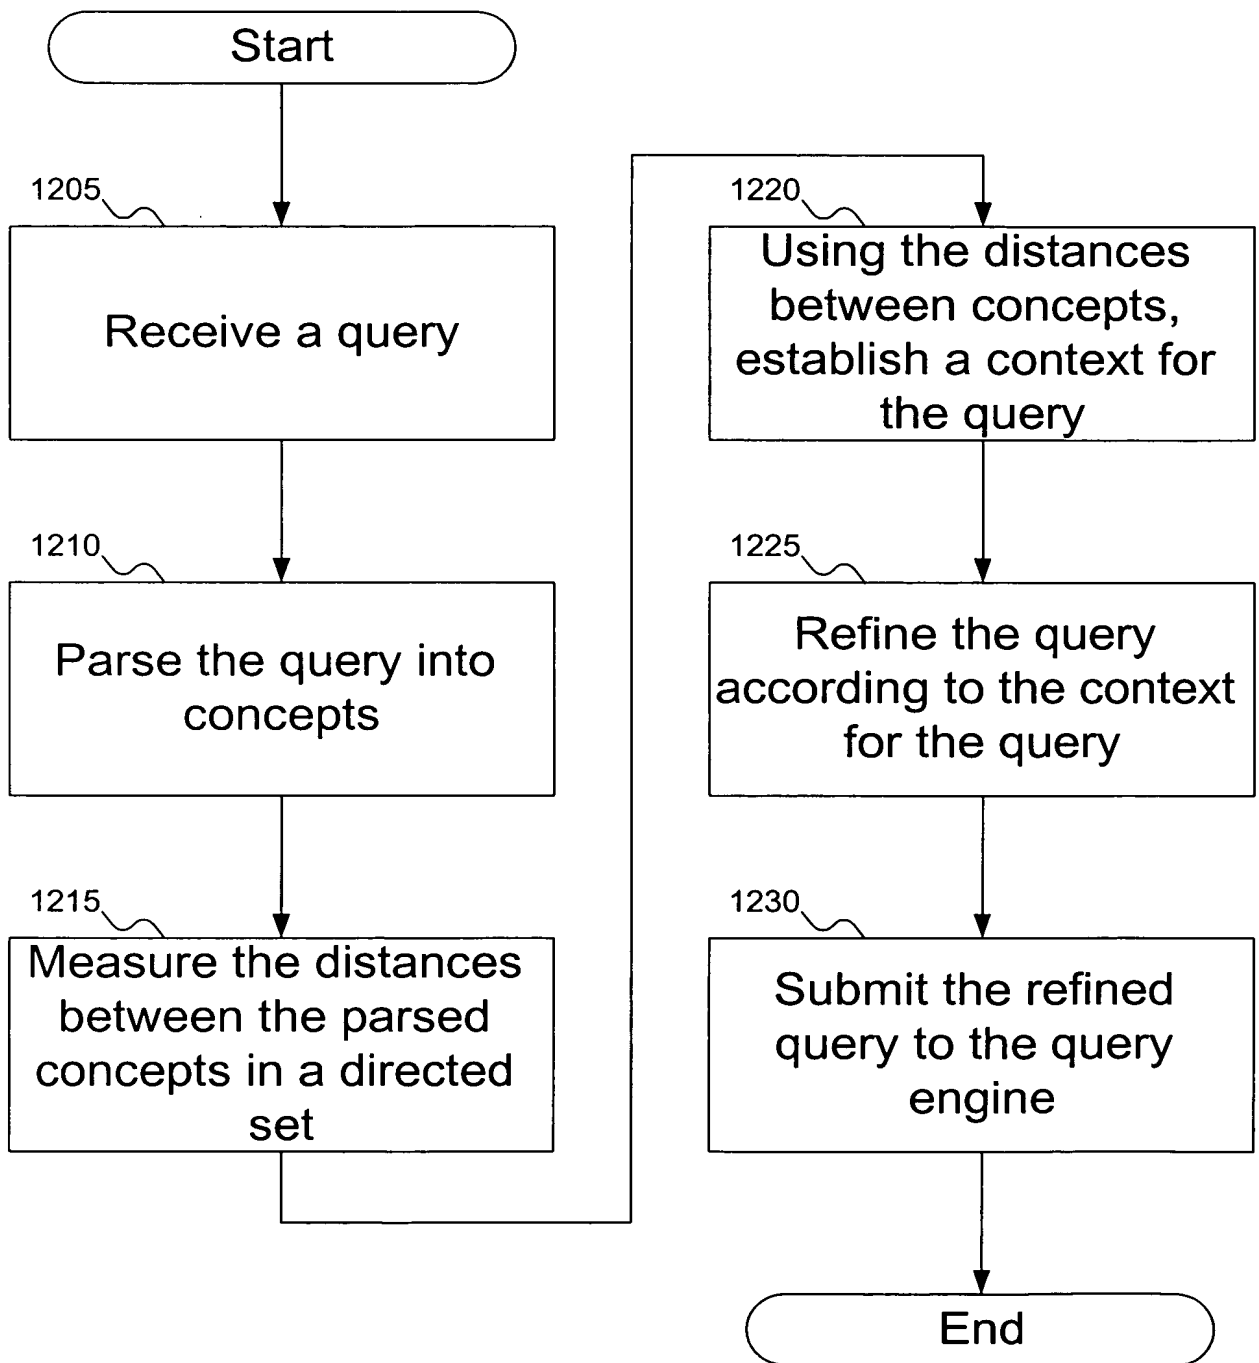 Start
1205
Receive a query
1210
Parse the query into
concepts
1215
Measure the distances
between the parsed
concepts in a directed
set
1220
Using the distances
between concepts,
establish a context for
the query
1225
Refine the query
according to the context
for the query
1230
Submit the refined
query to the query
engine
End